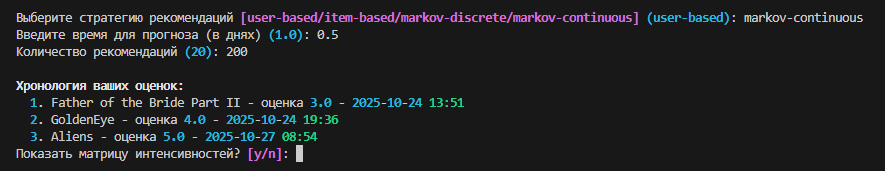 Выберите стратегию рекомендаций [user-based/item-based/markov-discrete/markov-continuous] (user-based): markov-continuous
Введите время для прогноза (в днях) (1.0): 0.5
Количество рекомендаций (20): 200
Хронология ваших оценок:
1. Father of the Bride Part II - оценка 3.0 - 2025-10-24 13:51
2. GoldenEye - оценка 4.0 - 2025-10-24 19:36
3. Aliens - оценка 5.0 - 2025-10-27 08:54
Показать матрицу интенсивностей? [y/n]: